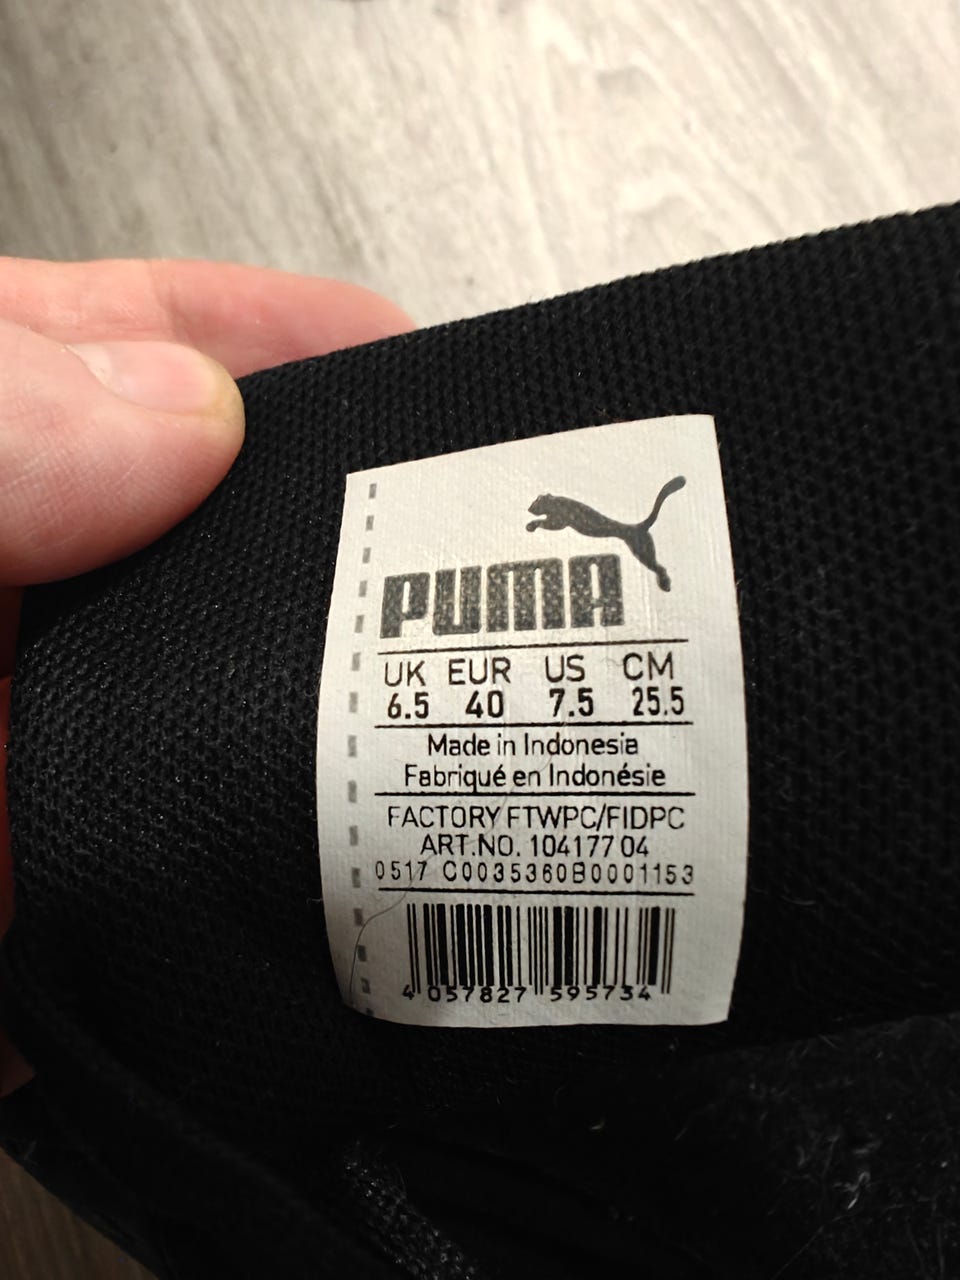 PUMA
UK EUR US CM
6.5 40 7.5 25.5
Made in Indonesia
Fabriqué en Indonésie
FACTORY FTWPC/FIDPC
ART.NO. 104177 04
0517 C0035360B0001153
4 057827 595734